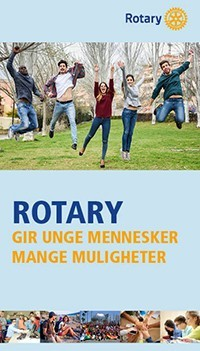 Rotary
ROTARY
GIR UNGE MENNESKER
MANGE MULIGHETER